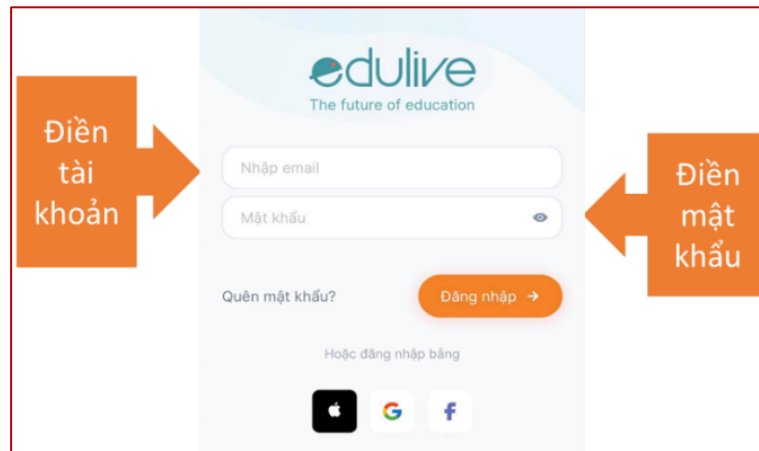 edulive
The future of education
Điền
tài
khoản
Nhập email
Mật khẩu
Điền
mật
khẩu
Quên mật khẩu?
Đăng nhập →
Hoặc đăng nhập bằng
G
f